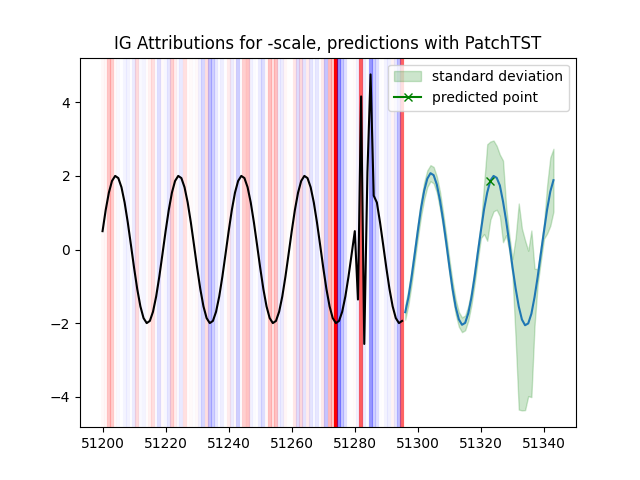 IG Attributions for -scale, predictions with PatchTST
standard deviation
predicted point
4
2
0
−2
−4
51200 51220 51240 51260 51280 51300 51320 51340